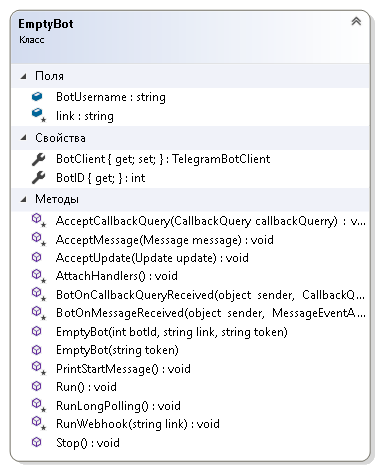 EmptyBot
Класс
Поля
BotUsername : string
link : string
Свойства
BotClient { get; set; } : TelegramBotClient
BotID { get; } : int
Методы
AcceptCallbackQuery(CallbackQuery callbackQuerry) : v...
AcceptMessage(Message message) : void
AcceptUpdate(Update update) : void
AttachHandlers() : void
BotOnCallbackQueryReceived(object sender, CallbackQ...
BotOnMessageReceived(object sender, MessageEventA...
EmptyBot(int botId, string link, string token)
EmptyBot(string token)
PrintStartMessage() : void
Run() : void
RunLongPolling() : void
RunWebhook(string link) : void
Stop() : void